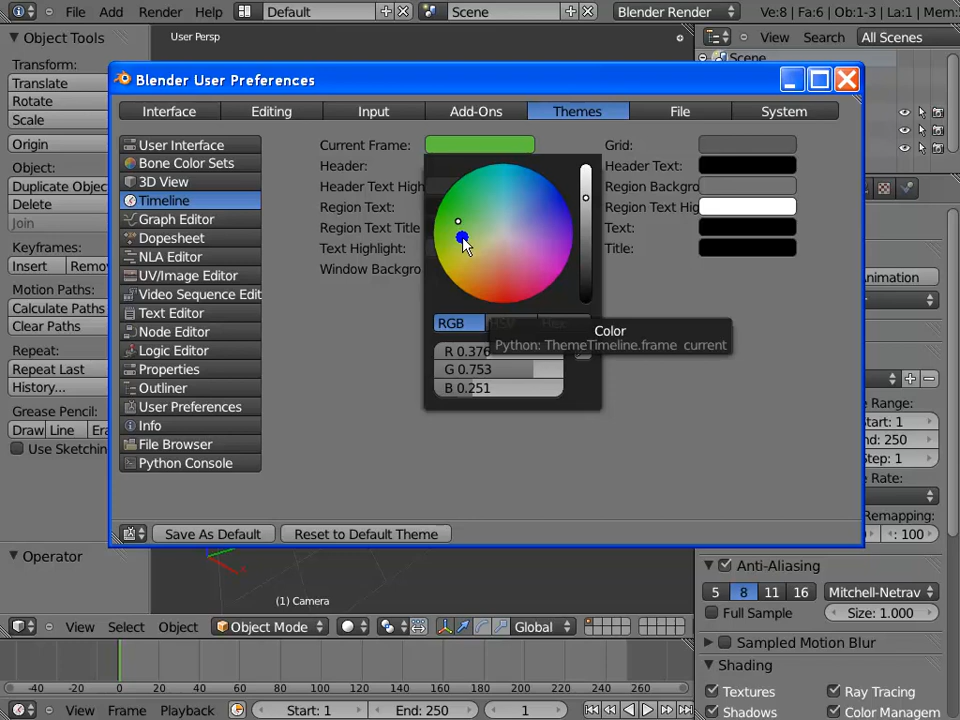 File Add Render Help Default Scene Blender Render Ve:8 | Fa:6 | Ob:1-3 | La:1 | Mem:
Object Tools
User Persp
View Search All Scenes
Scene
Transform:
Translate
Rotate
Scale
Origin
Object:
Duplicate Objec
Delete
Join
Keyframes:
Insert Remov
Motion Paths:
Calculate Paths
Clear Paths
Repeat:
Repeat Last
History...
Grease Pencil:
Draw Line Era
Use Sketchin
Operator
Blender User Preferences
Interface Editing Input Add-Ons Themes File System
User Interface
Bone Color Sets
3D View
Timeline
Graph Editor
Dopesheet
NLA Editor
UV/Image Editor
Video Sequence Edit
Text Editor
Node Editor
Logic Editor
Properties
Outliner
User Preferences
Info
File Browser
Python Console
Current Frame:
Header:
Header Text High
Region Text:
Region Text Title
Text Highlight:
Window Backgro
Grid:
Header Text:
Region Backgro
Region Text Hig
Text:
Title:
RGB HSV Hex
R 0.376
G 0.753
B 0.251
Color
Python: ThemeTimeline.frame_current
Save As Default Reset to Default Theme
nimation
Range:
Start: 1
End: 250
Step: 1
Rate:
Remapping:
: 100
Anti-Aliasing
5 8 11 16 Mitchell-Netrav
Full Sample Size: 1.000
Sampled Motion Blur
Shading
Textures Ray Tracing
Shadows Color Managem
(1) Camera
View Select Object Object Mode Global
-40 -20 0 20 40 60 80 100 120 140 160 180 200 220 240 260
View Frame Playback Start: 1 End: 250 1